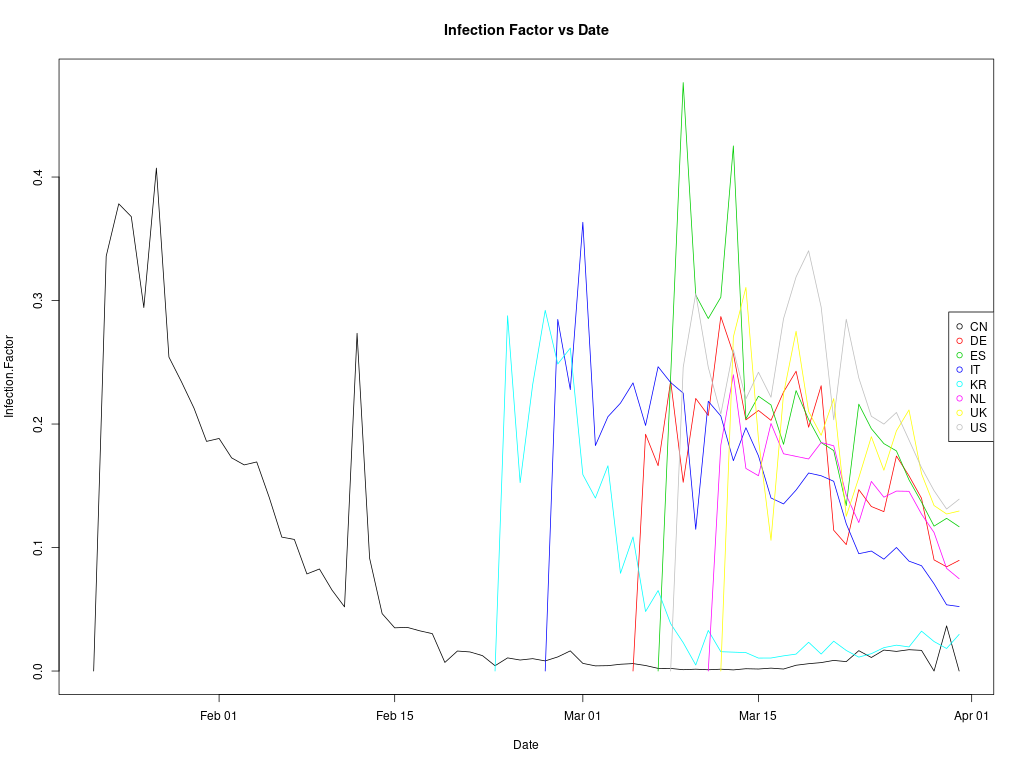 Infection Factor vs Date
Infection.Factor
0.4
0.3
0.2
0.1
0.0
CN
DE
ES
IT
KR
NL
UK
US
Feb 01
Feb 15
Mar 01
Mar 15
Apr 01
Date